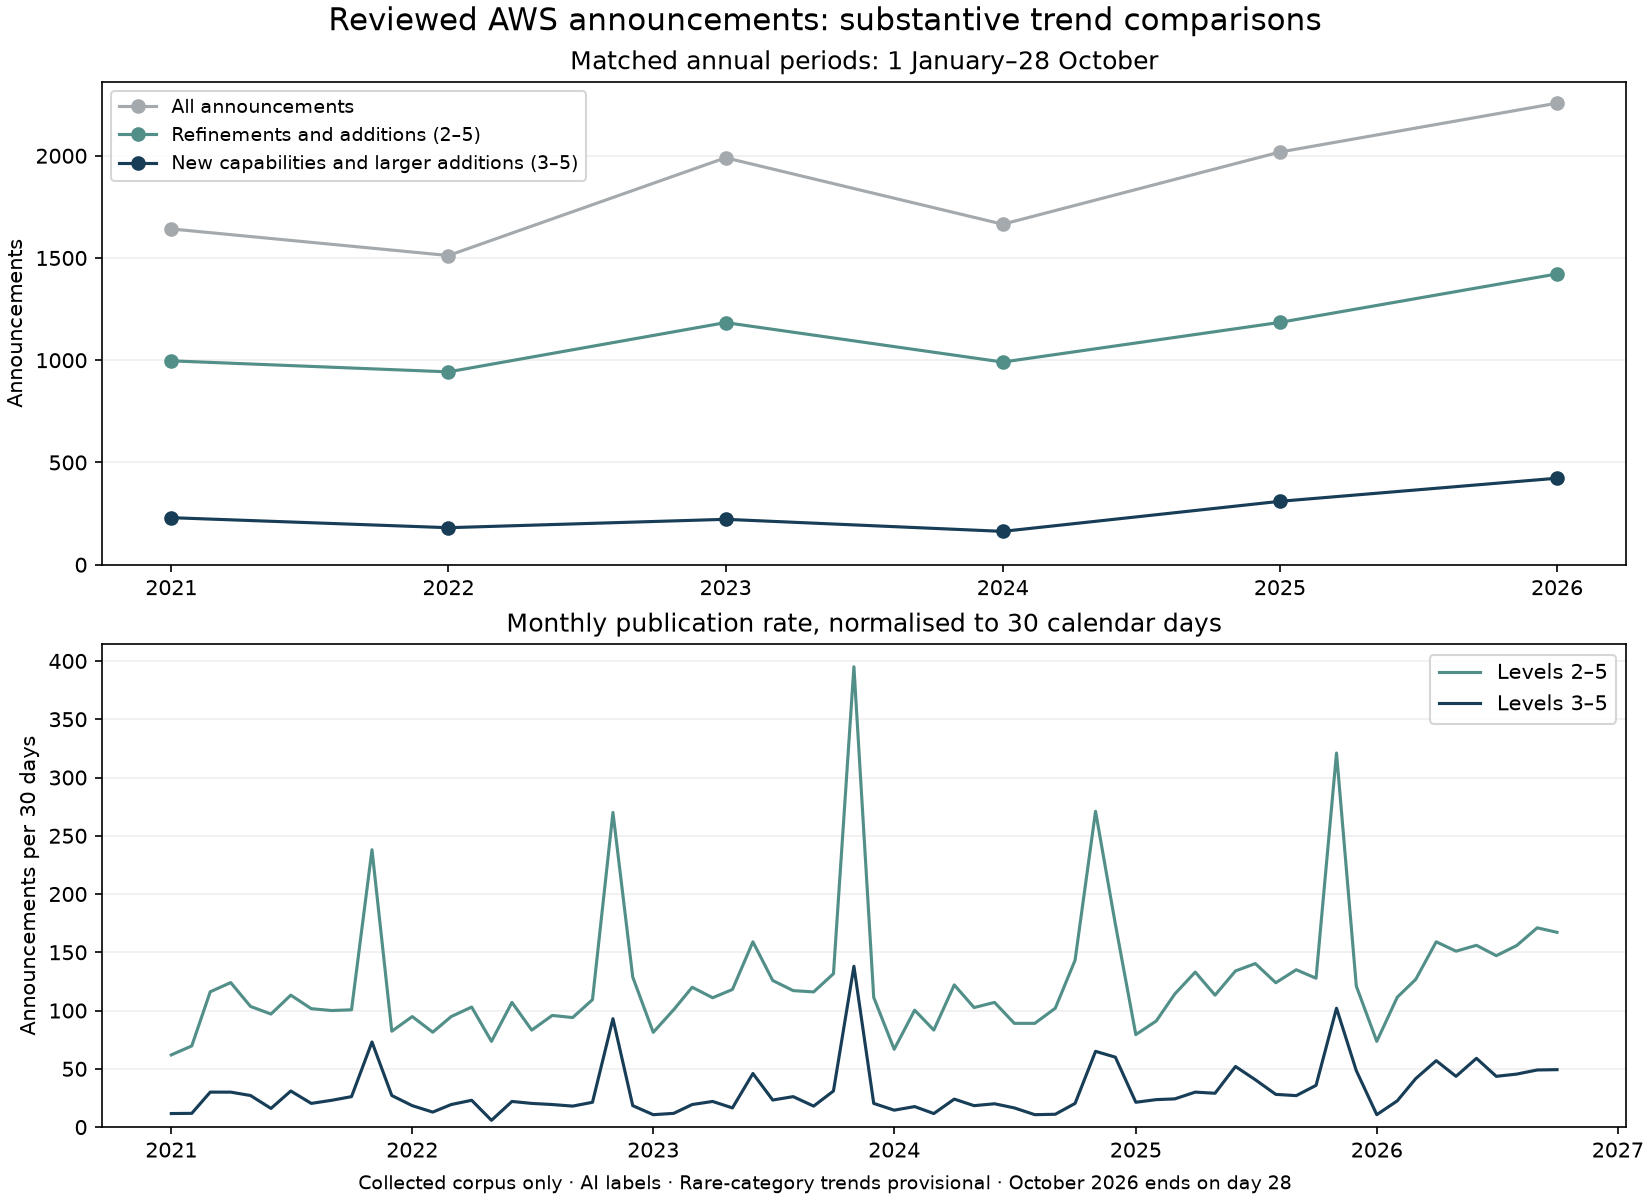 Reviewed AWS announcements: substantive trend comparisons
Matched annual periods: 1 January–28 October
All announcements
Refinements and additions (2–5)
New capabilities and larger additions (3–5)
Announcements
2000
1500
1000
500
0
2021 2022 2023 2024 2025 2026
Monthly publication rate, normalised to 30 calendar days
Levels 2–5
Levels 3–5
Announcements per 30 days
400
350
300
250
200
150
100
50
0
2021 2022 2023 2024 2025 2026 2027
Collected corpus only · AI labels · Rare-category trends provisional · October 2026 ends on day 28